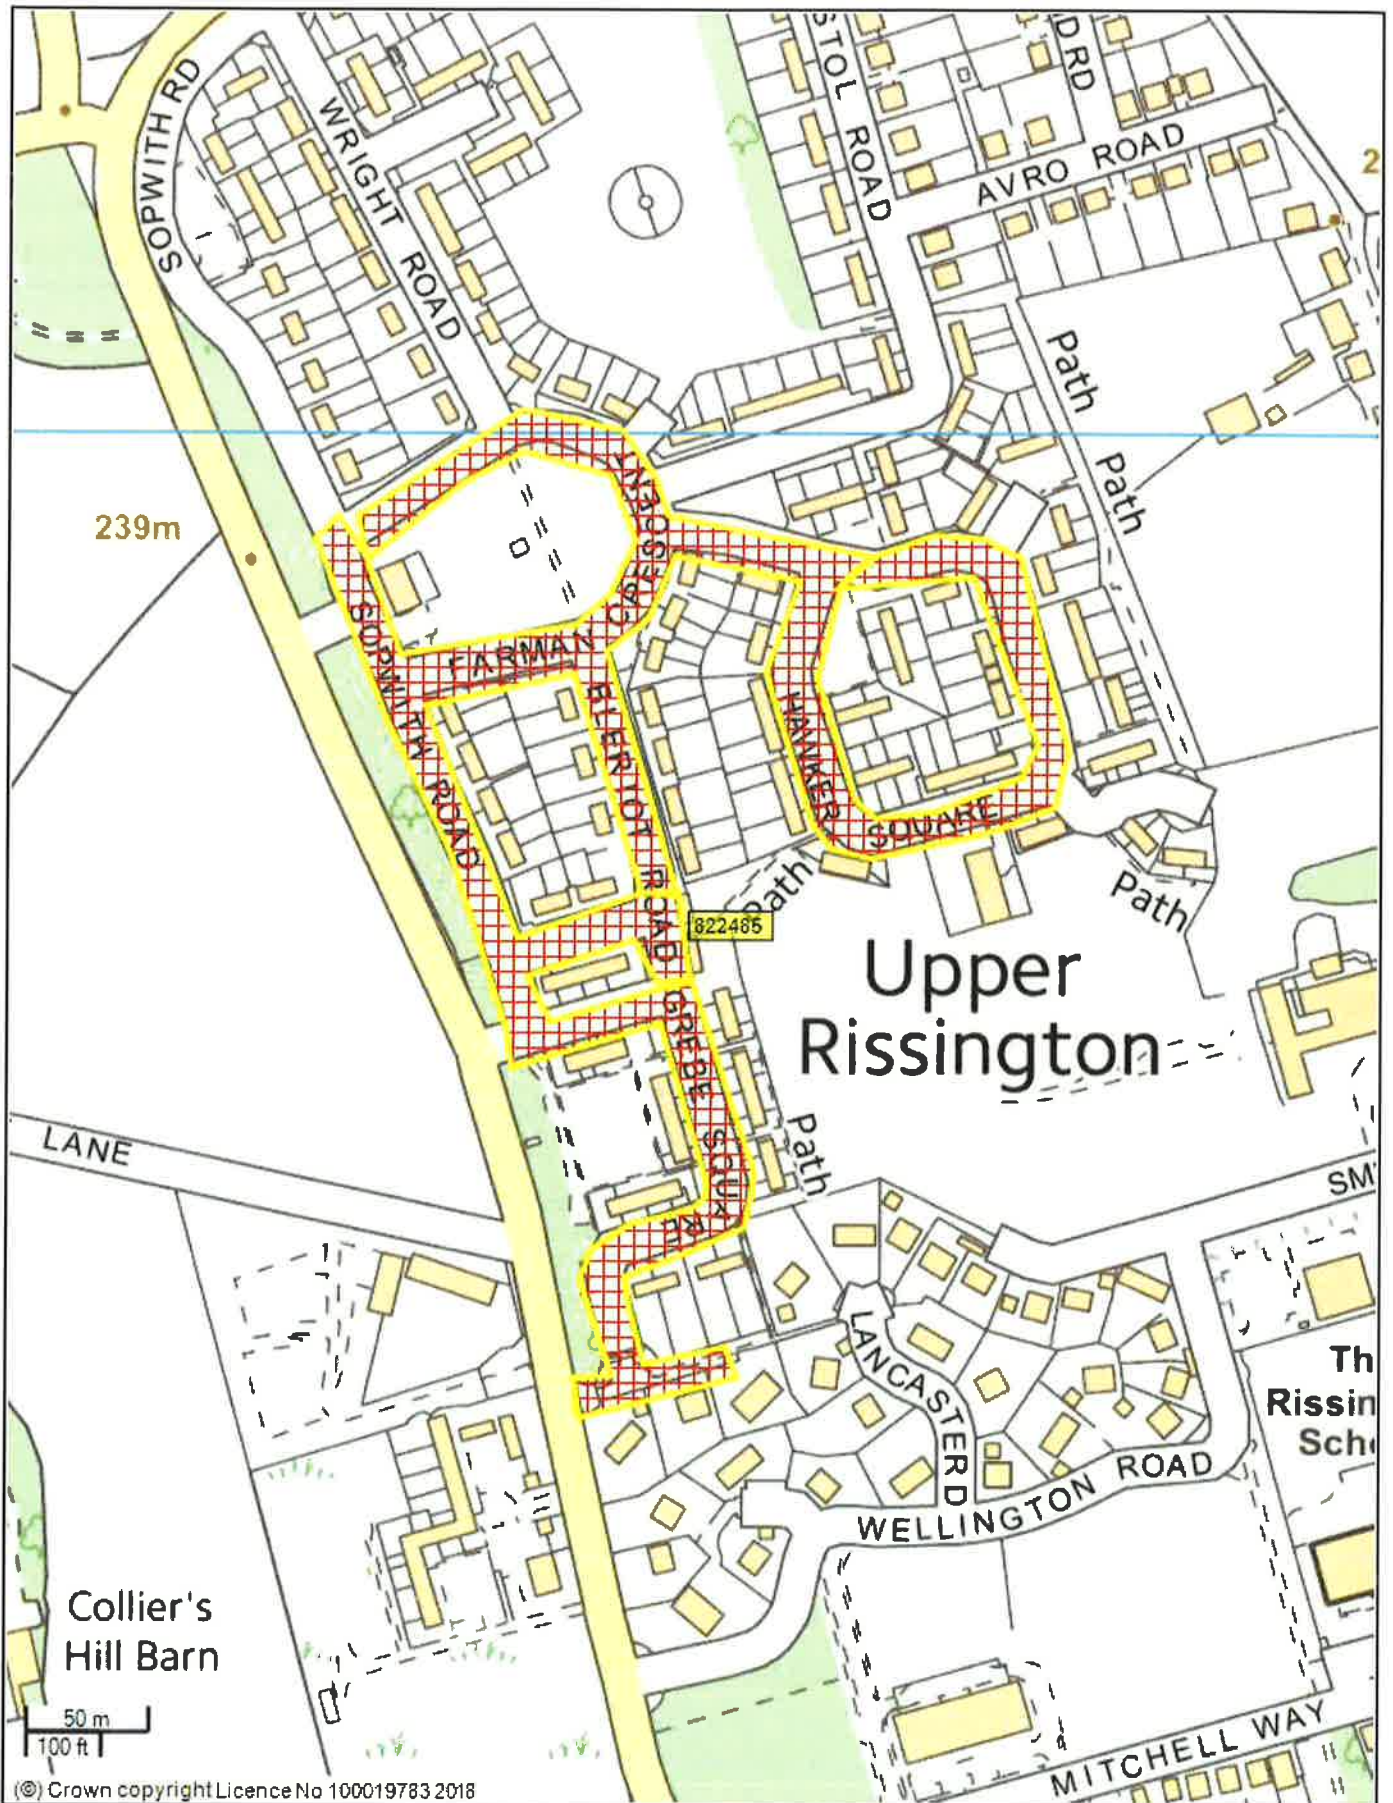 SOPWITH RD
WRIGHT ROAD
STOL ROAD
D RD
AVRO ROAD
2
Path
Path
239m
CRESCENT
FARMAN
SOPWITH ROAD
BLERIOT ROAD
HAWKER
SQUARE
Path
Path
822485
Upper
Rissington
GREBE SQUARE
LANE
Path
SM
LANCASTER D
WELLINGTON ROAD
Th
Rissin
Sch
Collier's
Hill Barn
50 m
100 ft
MITCHELL WAY
(©) Crown copyright Licence No 100019783 2018